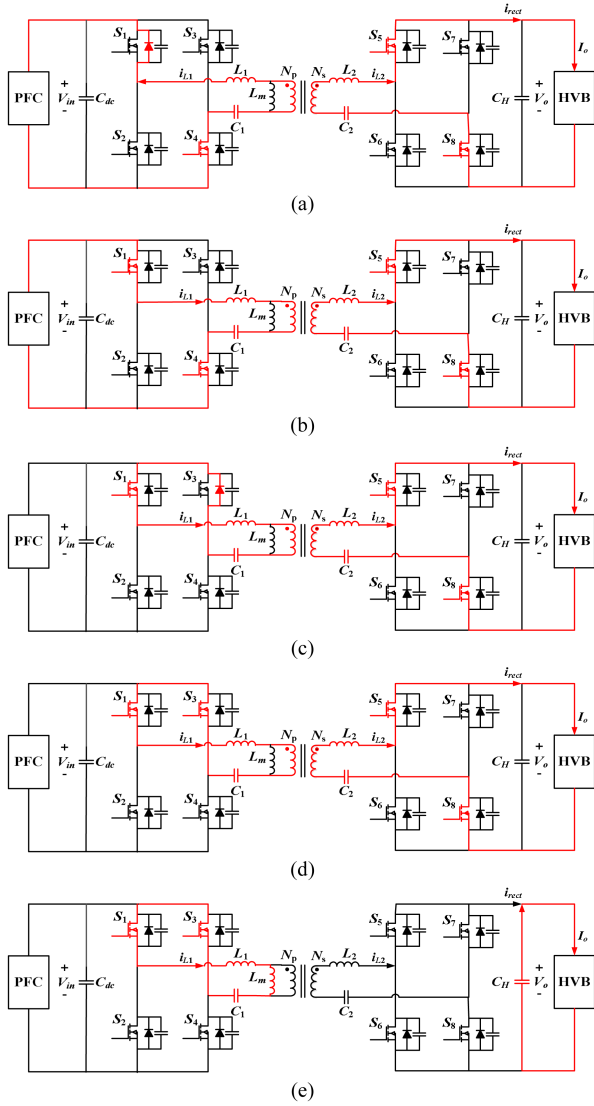 S1 S3 S5 S7 irect
iL1 L1 Np Ns L2 iL2 Io
PFC + Vin - Cdc Lm CH + Vo - HVB
C1 C2
S2 S4 S6 S8
(a)
S1 S3 S5 S7 irect
iL1 L1 Np Ns L2 iL2 Io
PFC + Vin - Cdc Lm CH + Vo - HVB
C1 C2
S2 S4 S6 S8
(b)
S1 S3 S5 S7 irect
iL1 L1 Np Ns L2 iL2 Io
PFC + Vin - Cdc Lm CH + Vo - HVB
C1 C2
S2 S4 S6 S8
(c)
S1 S3 S5 S7 irect
iL1 L1 Np Ns L2 iL2 Io
PFC + Vin - Cdc Lm CH + Vo - HVB
C1 C2
S2 S4 S6 S8
(d)
S1 S3 S5 S7 irect
iL1 L1 Np Ns L2 iL2 Io
PFC + Vin - Cdc Lm CH + Vo - HVB
C1 C2
S2 S4 S6 S8
(e)